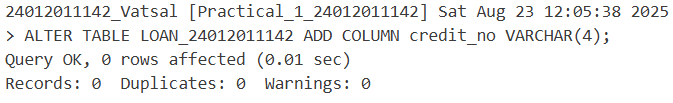 24012011142_Vatsal [Practical_1_24012011142] Sat Aug 23 12:05:38 2025
> ALTER TABLE LOAN_24012011142 ADD COLUMN credit_no VARCHAR(4);
Query OK, 0 rows affected (0.01 sec)
Records: 0  Duplicates: 0  Warnings: 0